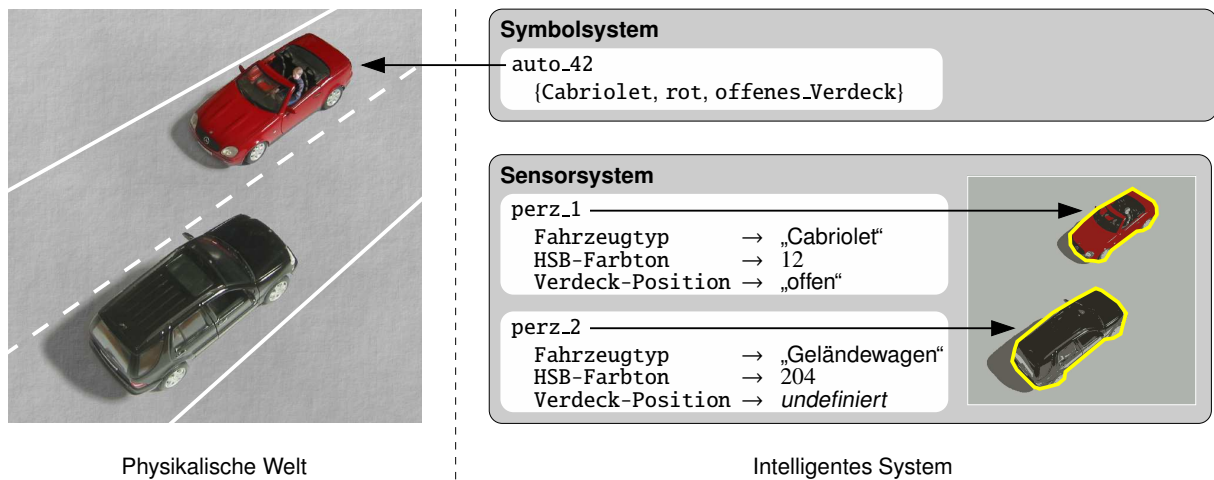 Symbolsystem
auto_42
{Cabriolet, rot, offenes_Verdeck}
Sensorsystem
perz_1
Fahrzeugtyp → „Cabriolet“
HSB-Farbton → 12
Verdeck-Position → „offen“
perz_2
Fahrzeugtyp → „Geländewagen“
HSB-Farbton → 204
Verdeck-Position → undefiniert
Physikalische Welt
Intelligentes System